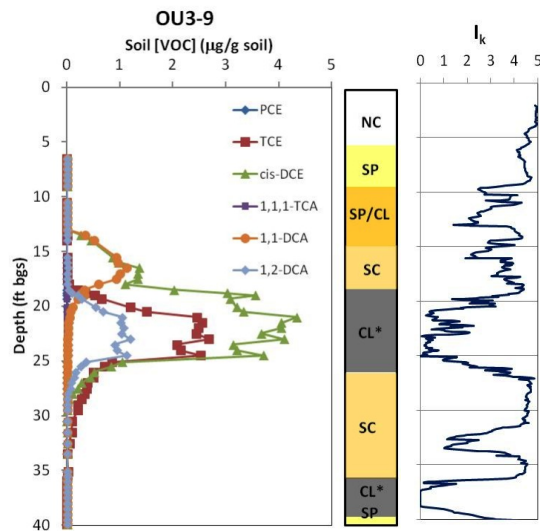 OU3-9
Soil [VOC] (µg/g soil)
0 1 2 3 4 5
Depth (ft bgs)
0
5
10
15
20
25
30
35
40
PCE
TCE
cis-DCE
1,1,1-TCA
1,1-DCA
1,2-DCA
NC
SP
SP/CL
SC
CL*
SC
CL*
SP
Ik
0 1 2 3 4 5